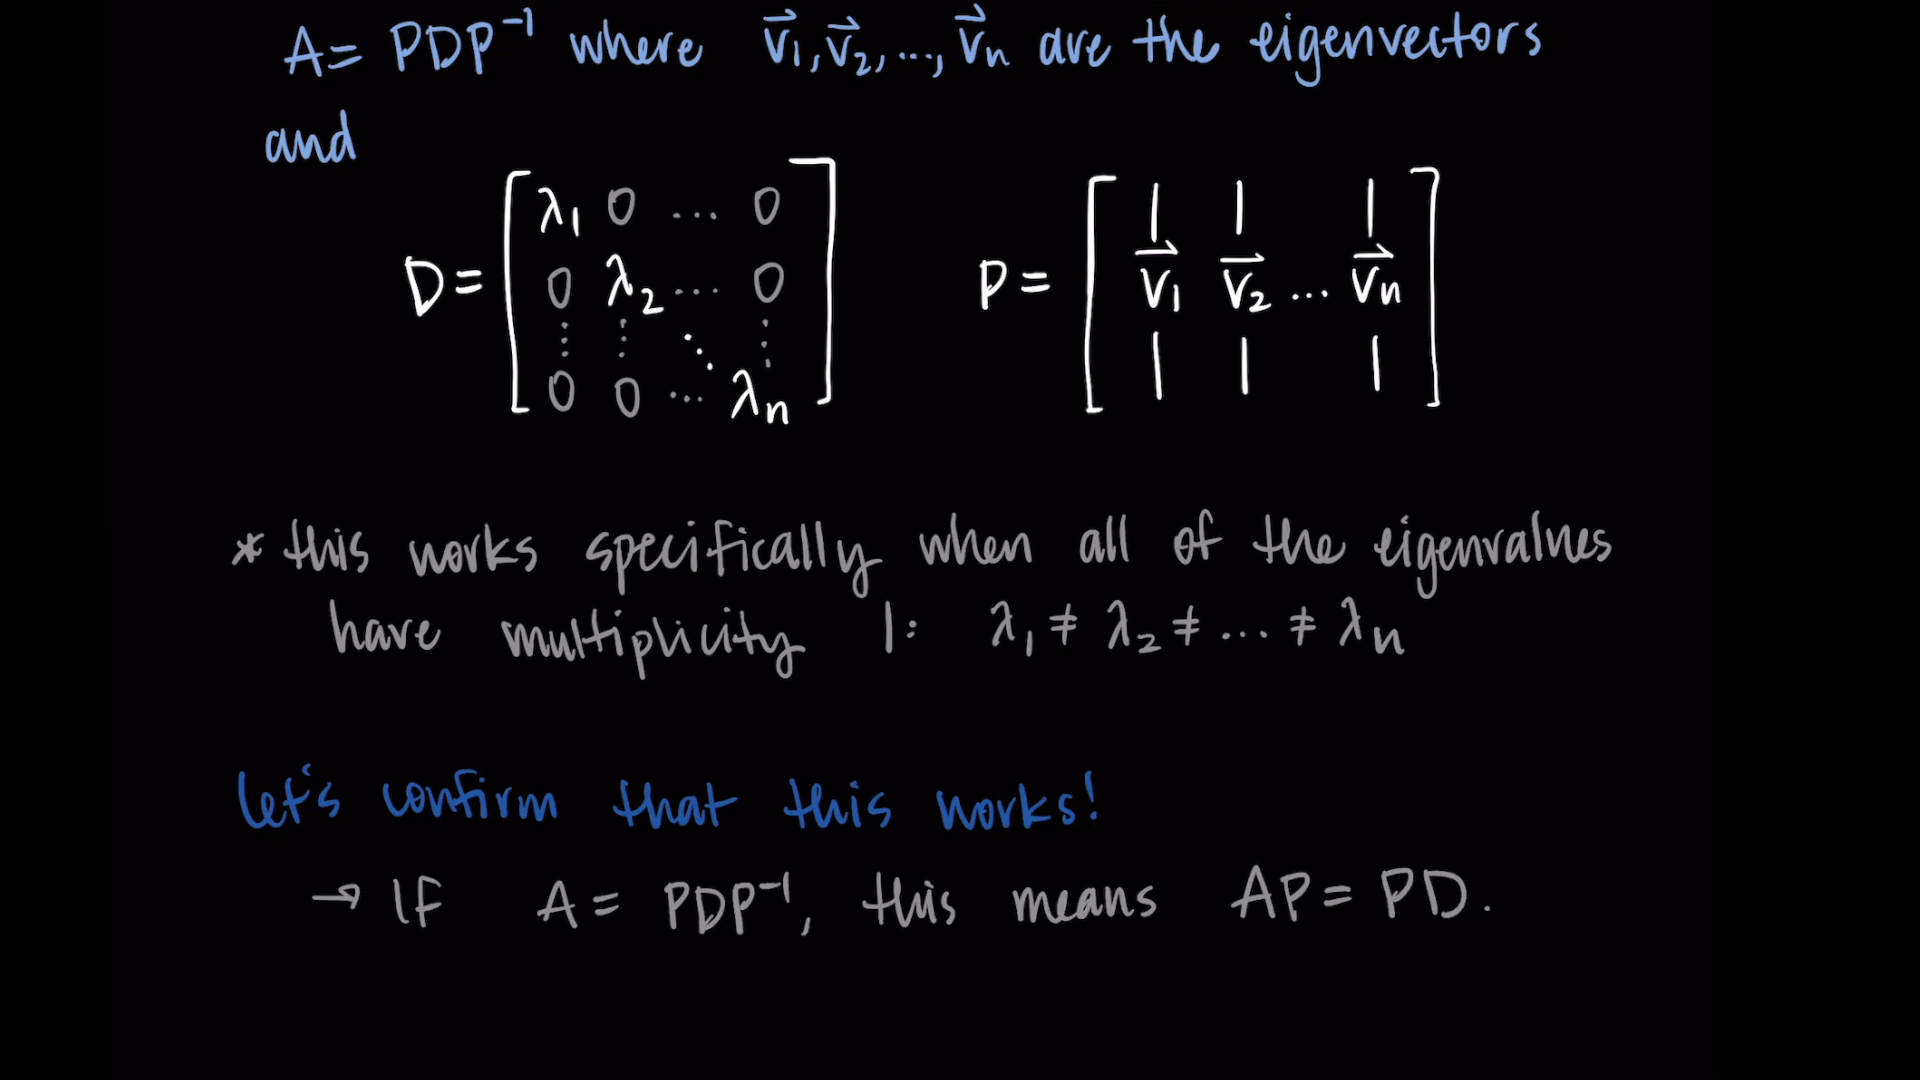 A = PDP⁻¹ where v⃗₁, v⃗₂, ..., v⃗ₙ are the eigenvectors
and
D = [ λ₁ 0 ... 0
0 λ₂ ... 0
⋮ ⋮ ⋱ ⋮
0 0 ... λₙ ]
P = [ | | |
v⃗₁ v⃗₂ ... v⃗ₙ
| | | ]
* this works specifically when all of the eigenvalues
have multiplicity 1: λ₁ ≠ λ₂ ≠ ... ≠ λₙ
let's confirm that this works!
→ IF A = PDP⁻¹, this means AP = PD.